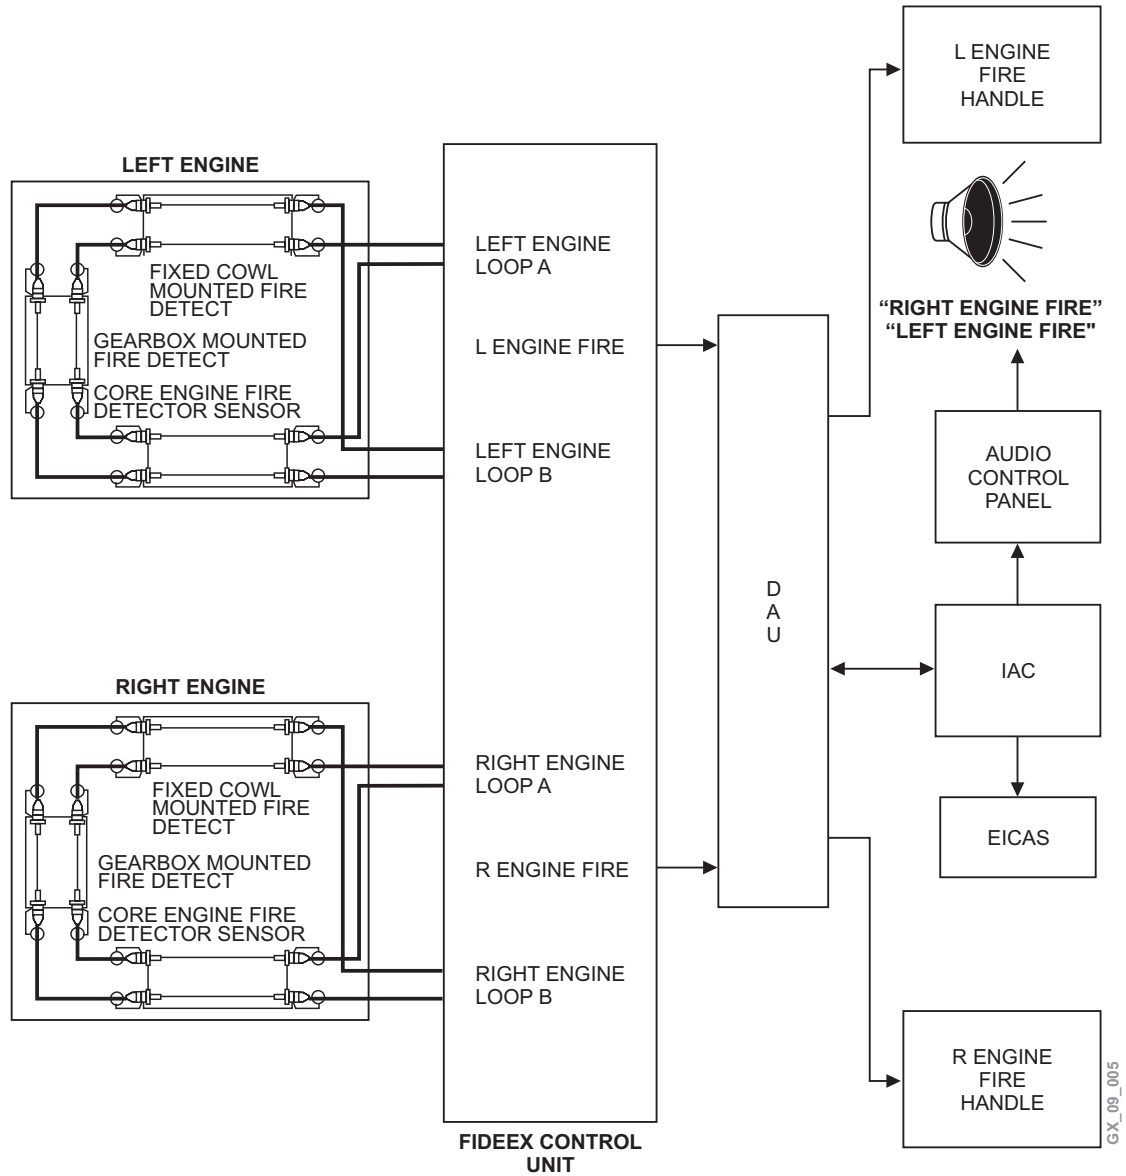 L ENGINE
FIRE
HANDLE
LEFT ENGINE
FIXED COWL
MOUNTED FIRE
DETECT
GEARBOX MOUNTED
FIRE DETECT
CORE ENGINE FIRE
DETECTOR SENSOR
LEFT ENGINE
LOOP A
L ENGINE FIRE
LEFT ENGINE
LOOP B
“RIGHT ENGINE FIRE”
“LEFT ENGINE FIRE"
AUDIO
CONTROL
PANEL
D
A
U
IAC
EICAS
RIGHT ENGINE
FIXED COWL
MOUNTED FIRE
DETECT
GEARBOX MOUNTED
FIRE DETECT
CORE ENGINE FIRE
DETECTOR SENSOR
RIGHT ENGINE
LOOP A
R ENGINE FIRE
RIGHT ENGINE
LOOP B
R ENGINE
FIRE
HANDLE
FIDEEX CONTROL
UNIT
GX_09_005